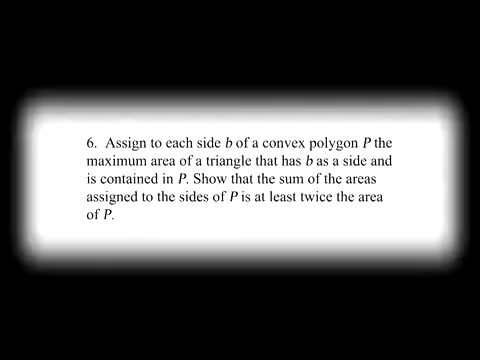 6. Assign to each side b of a convex polygon P the
maximum area of a triangle that has b as a side and
is contained in P. Show that the sum of the areas
assigned to the sides of P is at least twice the area
of P.